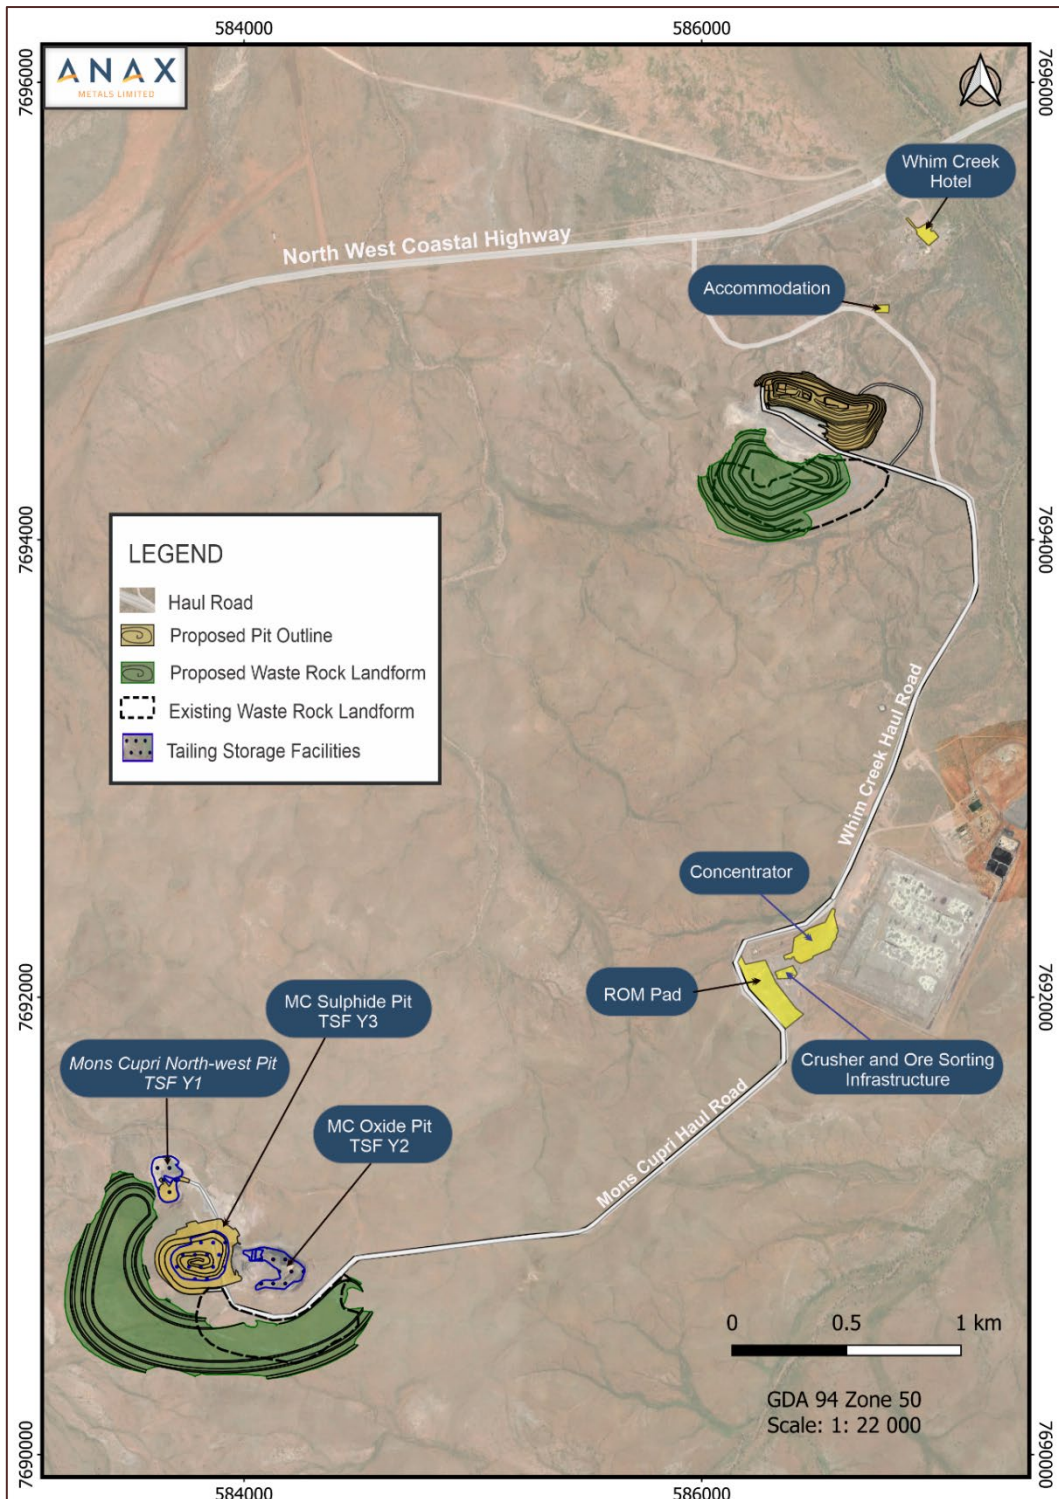 584000
586000
7696000
7696000
ANAX
METALS LIMITED
Whim Creek
Hotel
North West Coastal Highway
Accommodation
7694000
7694000
LEGEND
Haul Road
Proposed Pit Outline
Proposed Waste Rock Landform
Existing Waste Rock Landform
Tailing Storage Facilities
Whim Creek Haul Road
Concentrator
ROM Pad
7692000
7692000
MC Sulphide Pit
TSF Y3
Mons Cupri North-west Pit
TSF Y1
Crusher and Ore Sorting
Infrastructure
MC Oxide Pit
TSF Y2
Mons Cupri Haul Road
0 0.5 1 km
GDA 94 Zone 50
Scale: 1: 22 000
7690000
7690000
584000
586000